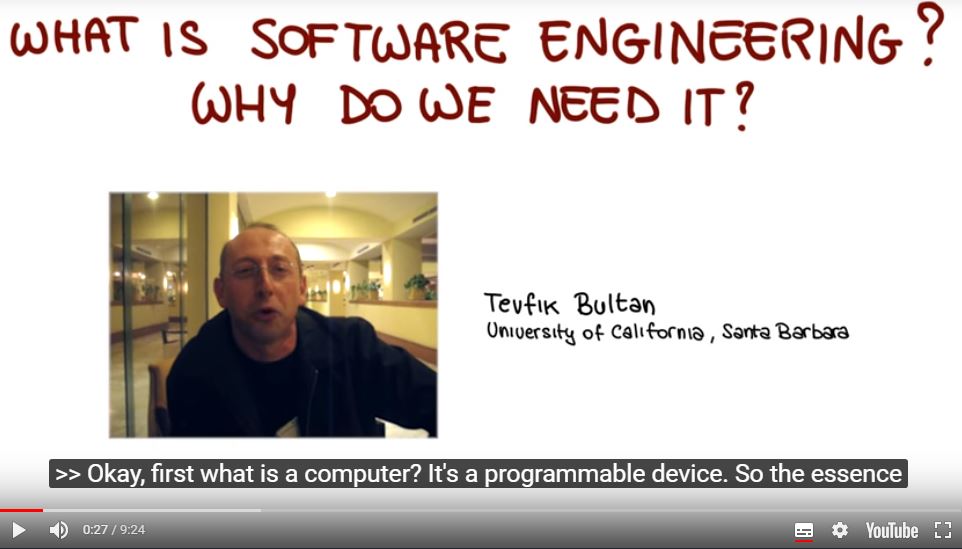 WHAT IS SOFTWARE ENGINEERING?
WHY DO WE NEED IT?
Tevfik Bultan
University of California, Santa Barbara
>> Okay, first what is a computer? It's a programmable device. So the essence
0:27 / 9:24
YouTube